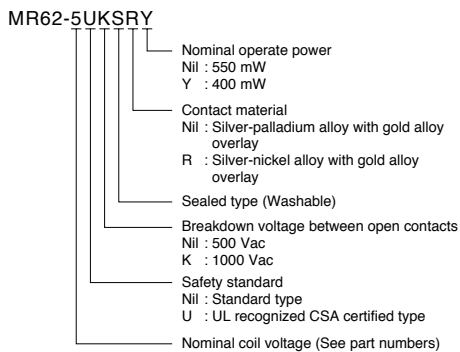 MR62-5UKSRY
Nominal operate power
Nil : 550 mW
Y : 400 mW
Contact material
Nil : Silver-palladium alloy with gold alloy
overlay
R : Silver-nickel alloy with gold alloy
overlay
Sealed type (Washable)
Breakdown voltage between open contacts
Nil : 500 Vac
K : 1000 Vac
Safety standard
Nil : Standard type
U : UL recognized CSA certified type
Nominal coil voltage (See part numbers)